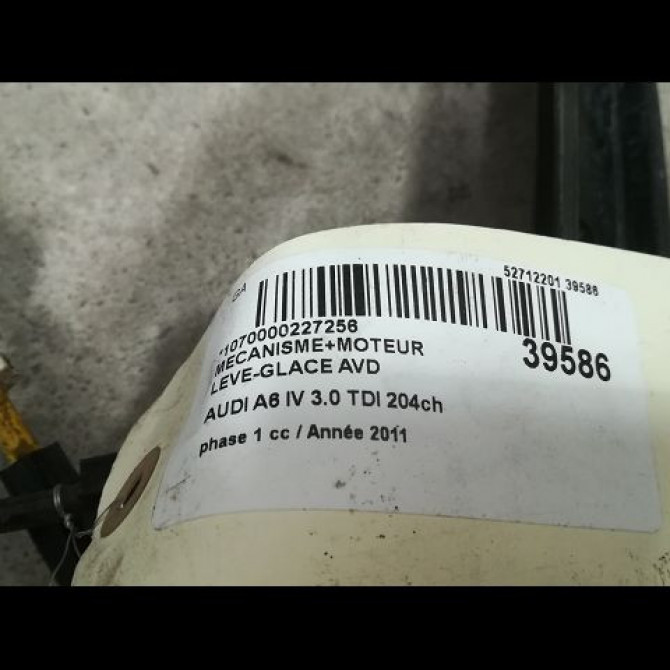 GA
52712201 39586
*1070000227256
39586
MECANISME+MOTEUR
LEVE-GLACE AVD
AUDI A6 IV 3.0 TDI 204ch
phase 1 cc / Année 2011